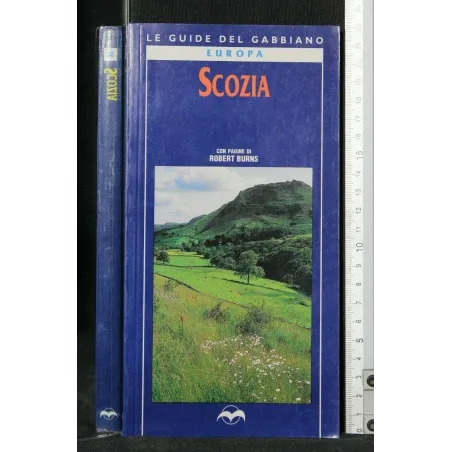 LE GUIDE DEL GABBIANO
EUROPA
SCOZIA
CON PAGINE DI
ROBERT BURNS
SCOZIA